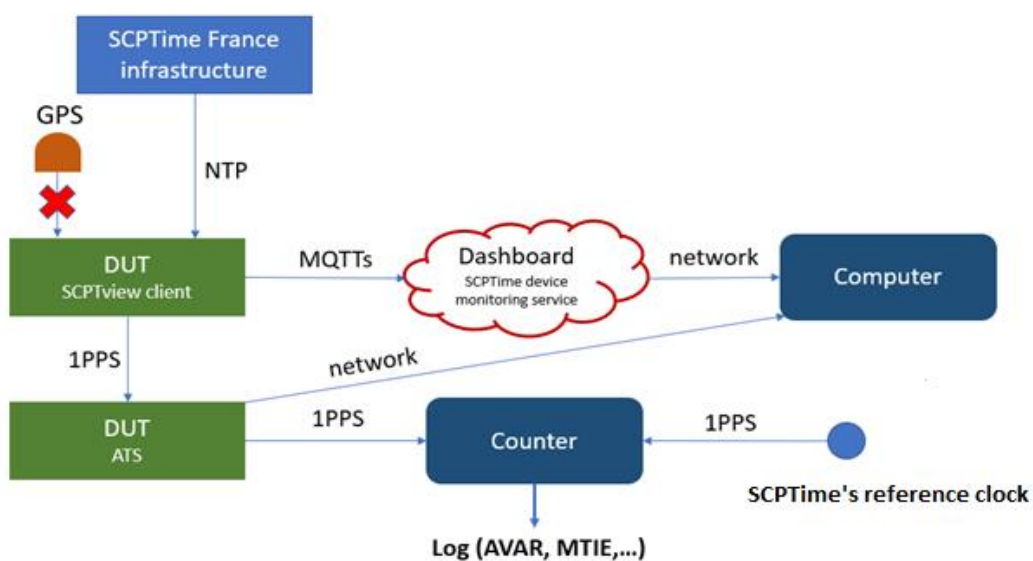 SCPTime France
infrastructure
GPS
NTP
DUT
SCPTview client
MQTTs
Dashboard
SCPTime device
monitoring service
network
Computer
1PPS
network
DUT
ATS
1PPS
Counter
1PPS
SCPTime's reference clock
Log (AVAR, MTIE,...)